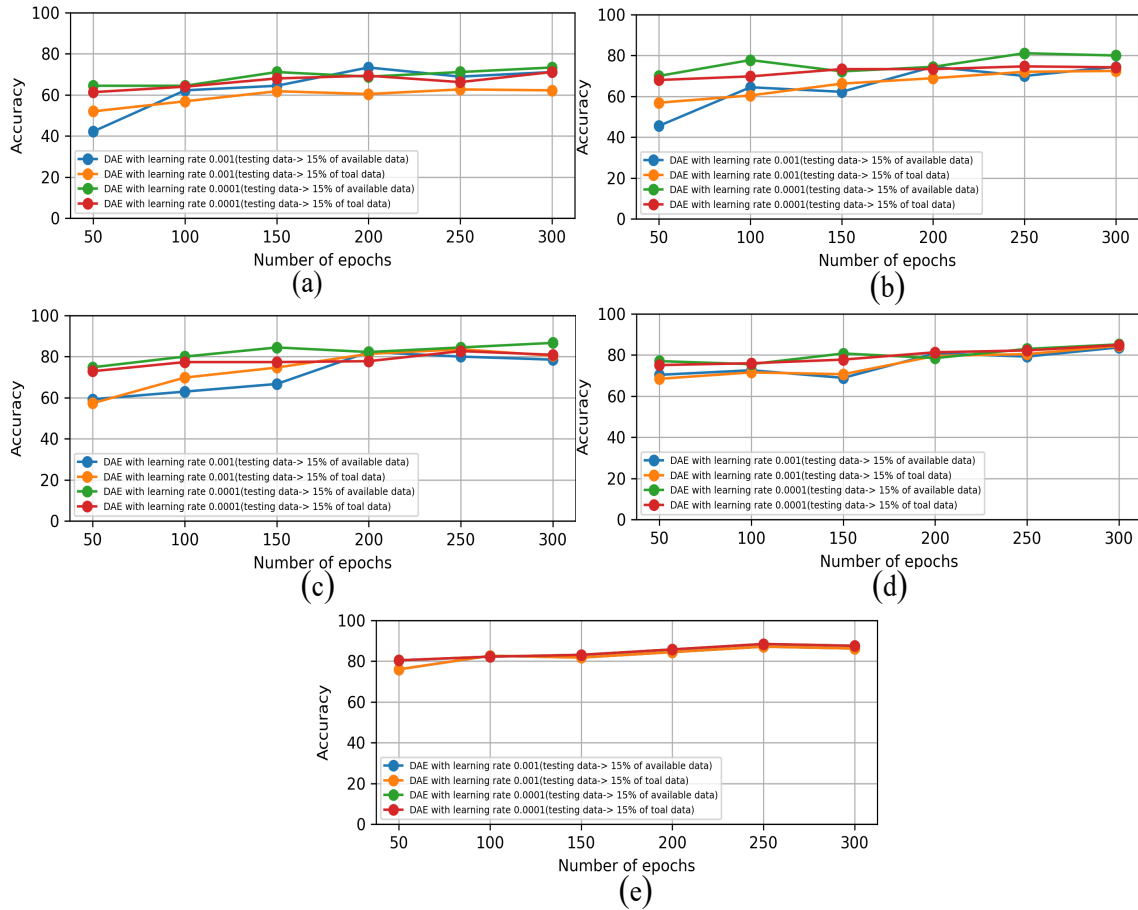 100
80
60
40
20
0
Accuracy
DAE with learning rate 0.001(testing data-> 15% of available data)
DAE with learning rate 0.001(testing data-> 15% of toal data)
DAE with learning rate 0.0001(testing data-> 15% of available data)
DAE with learning rate 0.0001(testing data-> 15% of toal data)
50 100 150 200 250 300
Number of epochs
(a)
100
80
60
40
20
0
Accuracy
DAE with learning rate 0.001(testing data-> 15% of available data)
DAE with learning rate 0.001(testing data-> 15% of toal data)
DAE with learning rate 0.0001(testing data-> 15% of available data)
DAE with learning rate 0.0001(testing data-> 15% of toal data)
50 100 150 200 250 300
Number of epochs
(b)
100
80
60
40
20
0
Accuracy
DAE with learning rate 0.001(testing data-> 15% of available data)
DAE with learning rate 0.001(testing data-> 15% of toal data)
DAE with learning rate 0.0001(testing data-> 15% of available data)
DAE with learning rate 0.0001(testing data-> 15% of toal data)
50 100 150 200 250 300
Number of epochs
(c)
100
80
60
40
20
0
Accuracy
DAE with learning rate 0.001(testing data-> 15% of available data)
DAE with learning rate 0.001(testing data-> 15% of toal data)
DAE with learning rate 0.0001(testing data-> 15% of available data)
DAE with learning rate 0.0001(testing data-> 15% of toal data)
50 100 150 200 250 300
Number of epochs
(d)
100
80
60
40
20
0
Accuracy
DAE with learning rate 0.001(testing data-> 15% of available data)
DAE with learning rate 0.001(testing data-> 15% of toal data)
DAE with learning rate 0.0001(testing data-> 15% of available data)
DAE with learning rate 0.0001(testing data-> 15% of toal data)
50 100 150 200 250 300
Number of epochs
(e)